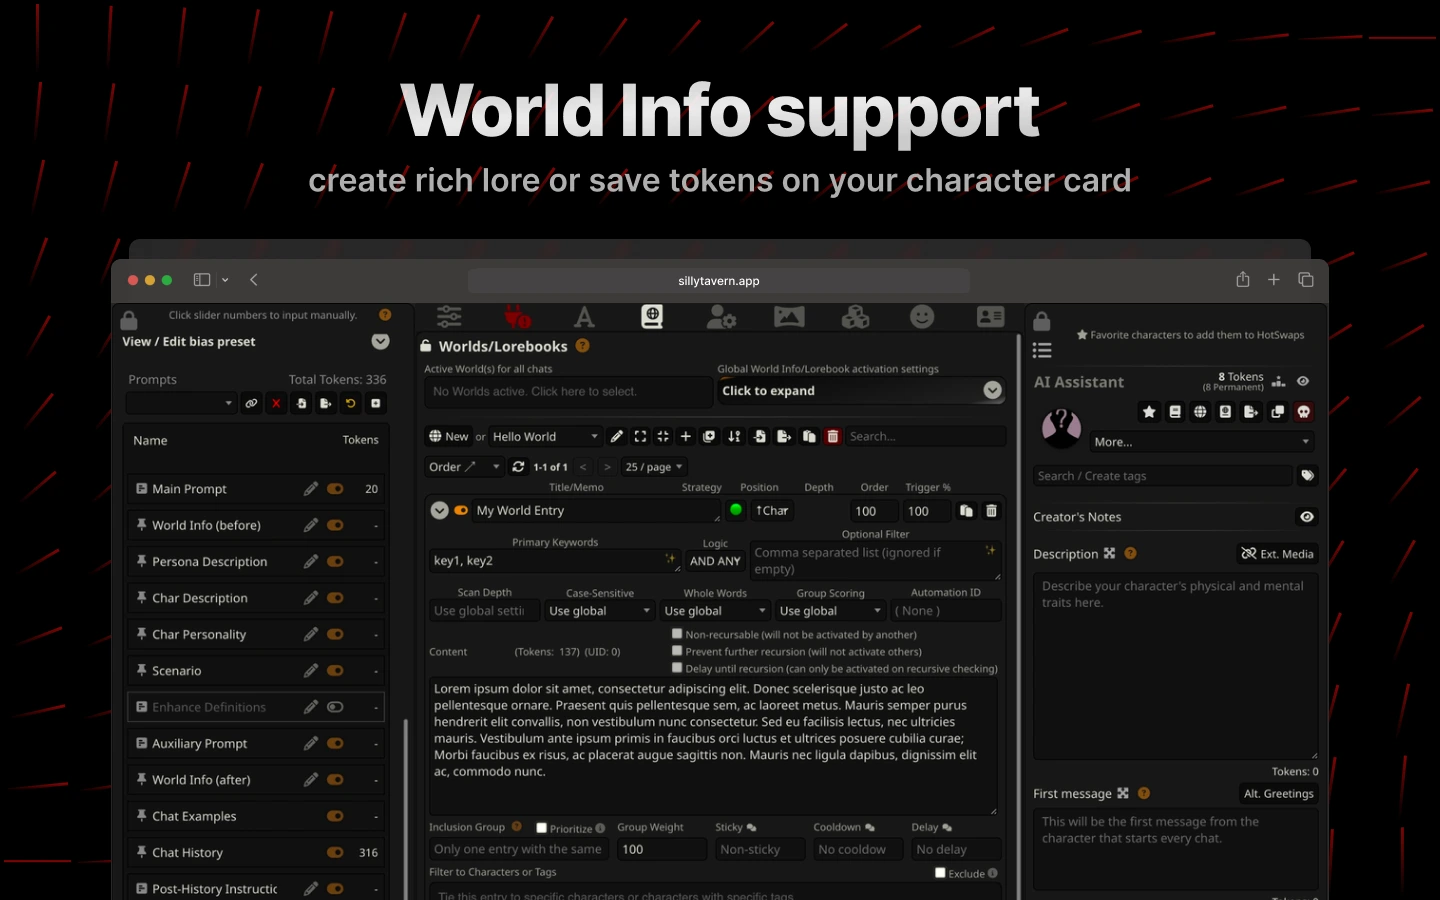 World Info support
create rich lore or save tokens on your character card
sillytavern.app
Click slider numbers to input manually.
View / Edit bias preset
Prompts
Total Tokens: 336
Name
Tokens
Main Prompt
20
World Info (before)
-
Persona Description
-
Char Description
-
Char Personality
-
Scenario
-
Enhance Definitions
-
Auxiliary Prompt
-
World Info (after)
-
Chat Examples
-
Chat History
316
Post-History Instructic
-
Worlds/Lorebooks
Active World(s) for all chats
Global World Info/Lorebook activation settings
No Worlds active. Click here to select.
Click to expand
New or Hello World
Search...
Order ↗
1-1 of 1
<
>
25 / page
Title/Memo
Strategy
Position
Depth
Order
Trigger %
My World Entry
↑Char
100
100
Primary Keywords
Logic
Optional Filter
key1, key2
AND ANY
Comma separated list (ignored if
empty)
Scan Depth
Case-Sensitive
Whole Words
Group Scoring
Automation ID
Use global setti
Use global
Use global
Use global
( None )
Non-recursable (will not be activated by another)
Content
(Tokens: 137) (UID: 0)
Prevent further recursion (will not activate others)
Delay until recursion (can only be activated on recursive checking)
Lorem ipsum dolor sit amet, consectetur adipiscing elit. Donec scelerisque justo ac leo
pellentesque ornare. Praesent quis pellentesque sem, ac laoreet metus. Mauris semper purus
hendrerit elit convallis, non vestibulum nunc consectetur. Sed eu facilisis lectus, nec ultricies
mauris. Vestibulum ante ipsum primis in faucibus orci luctus et ultrices posuere cubilia curae;
Morbi faucibus ex risus, ac placerat augue sagittis non. Mauris nec ligula dapibus, dignissim elit
ac, commodo nunc.
Inclusion Group
Prioritize
Group Weight
Sticky
Cooldown
Delay
Only one entry with the same
100
Non-sticky
No cooldow
No delay
Filter to Characters or Tags
Exclude
Tie this entry to specific characters or characters with specific tags
Favorite characters to add them to HotSwaps
AI Assistant
8 Tokens
(8 Permanent)
More...
Search / Create tags
Creator's Notes
Description
Ext. Media
Describe your character's physical and mental
traits here.
Tokens: 0
First message
Alt. Greetings
This will be the first message from the
character that starts every chat.